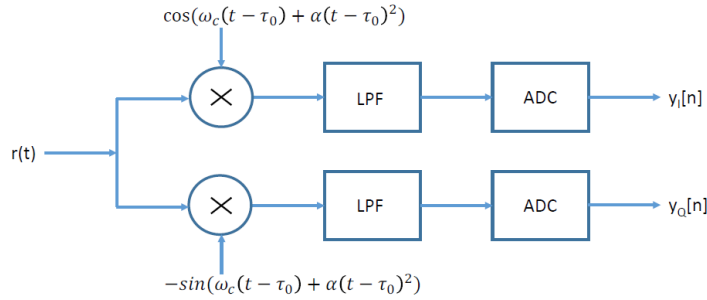 cos(ω_c(t − τ_0) + α(t − τ_0)^2)
× LPF ADC y_I[n]
r(t)
× LPF ADC y_Q[n]
−sin(ω_c(t − τ_0) + α(t − τ_0)^2)